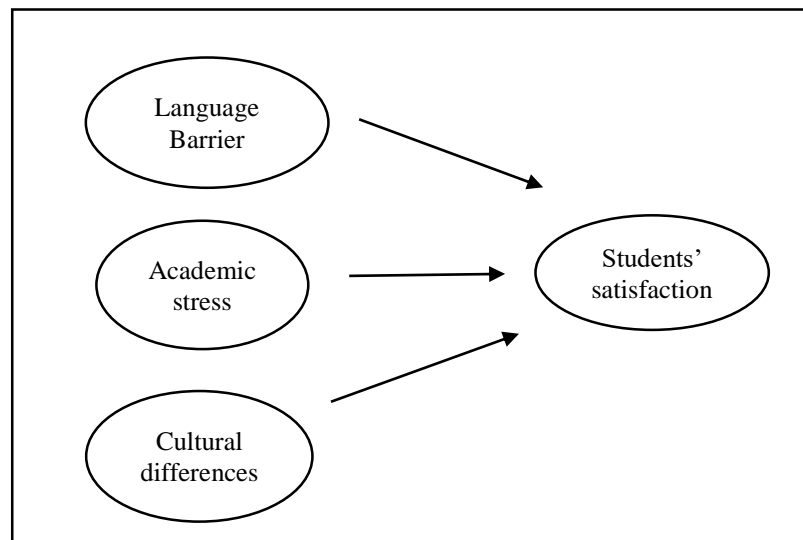 Language
Barrier
Academic
stress
Cultural
differences
Students’
satisfaction